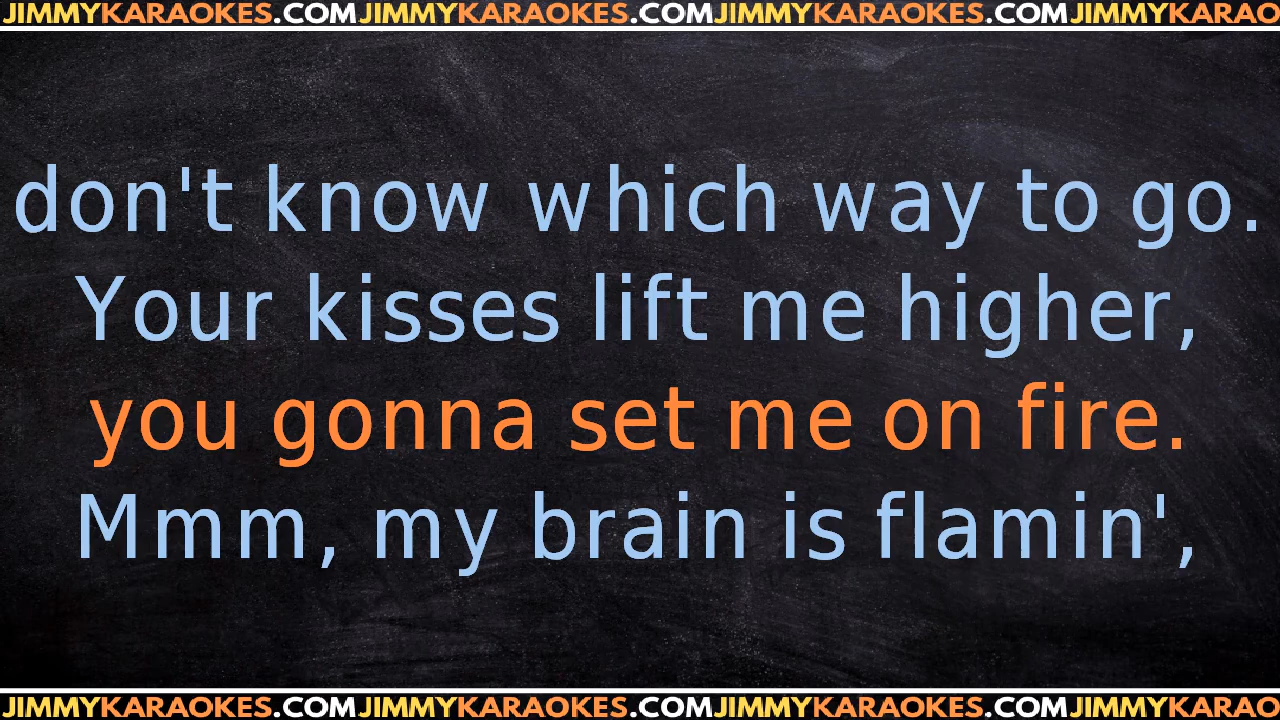 JIMMYKARAOKES.COMJIMMYKARAOKES.COMJIMMYKARAOKES.COMJIMMYKARAO
don't know which way to go.
Your kisses lift me higher,
you gonna set me on fire.
Mmm, my brain is flamin',
JIMMYKARAOKES.COMJIMMYKARAOKES.COMJIMMYKARAOKES.COMJIMMYKARAO